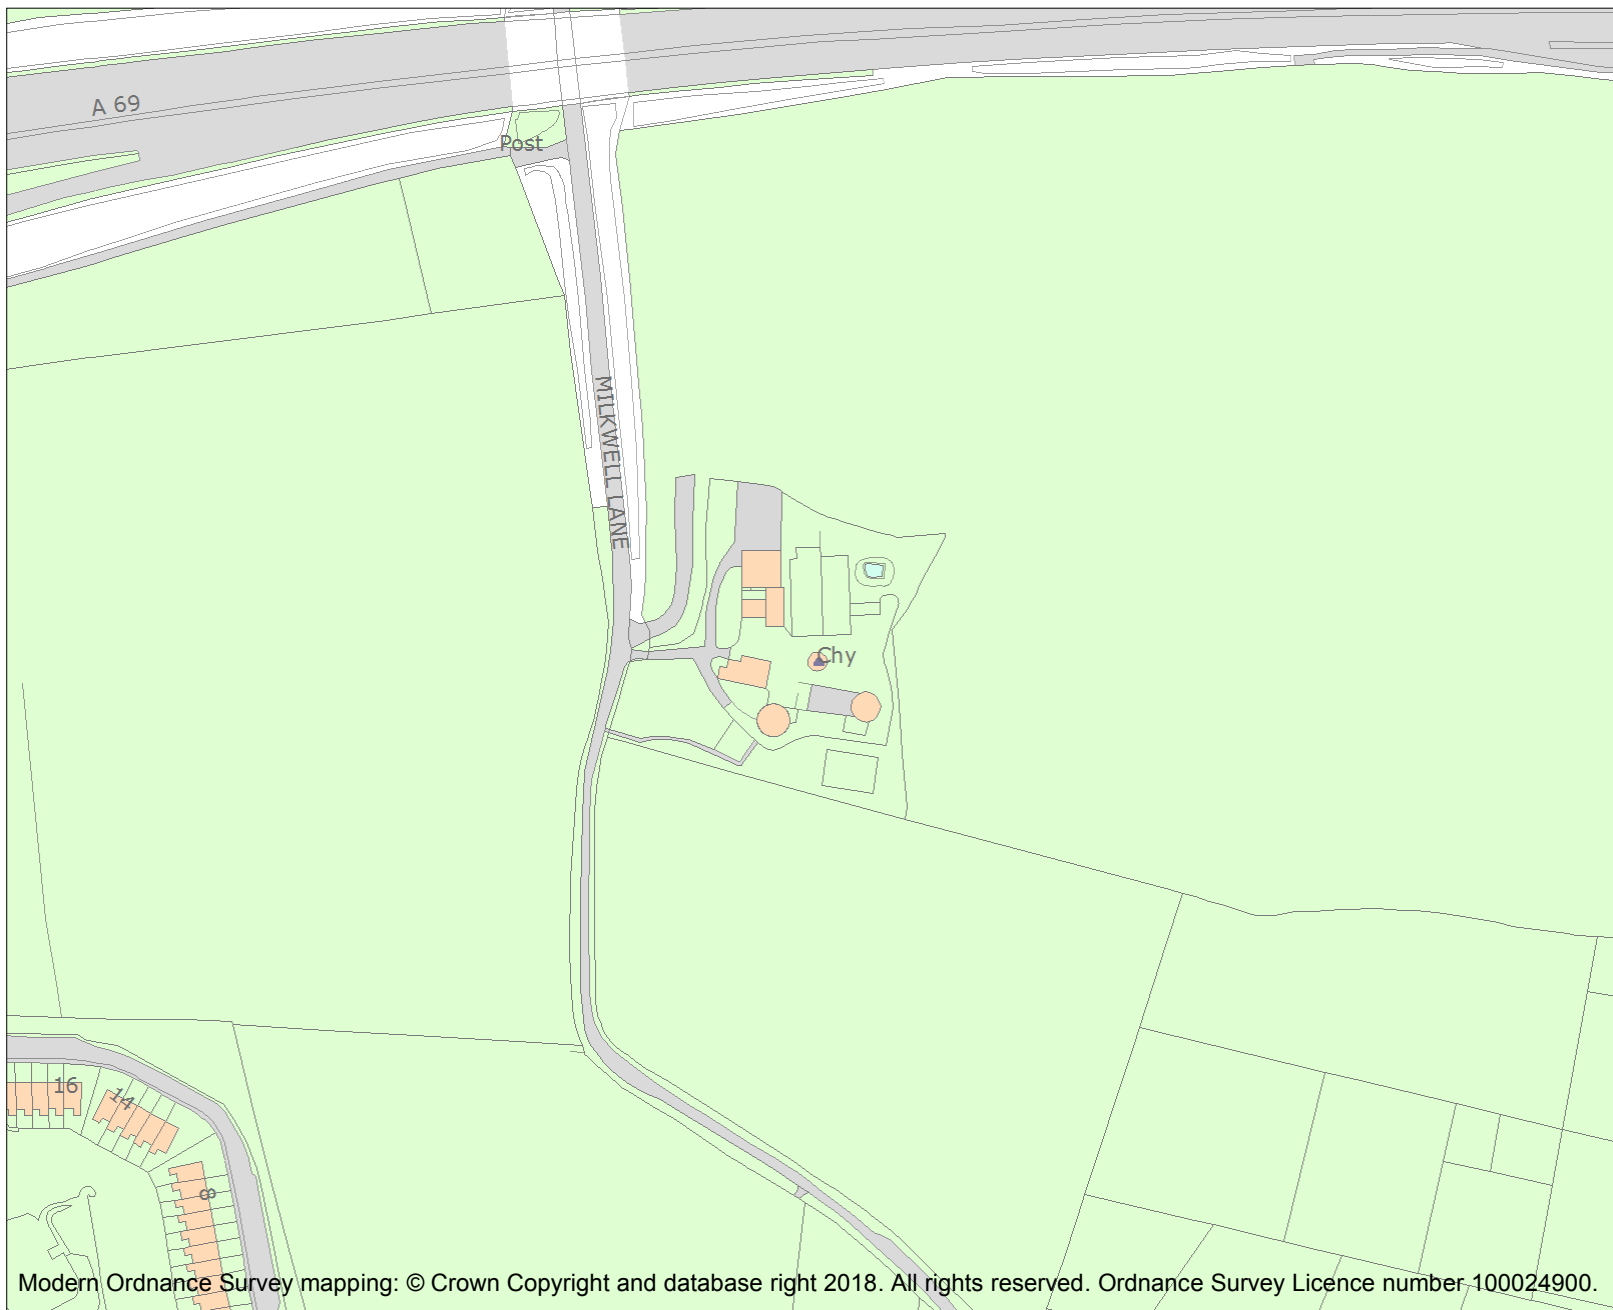 A 69
Post
MILKWELL LANE
Chy
16
14
8
Modern Ordnance Survey mapping: © Crown Copyright and database right 2018. All rights reserved. Ordnance Survey Licence number 100024900.